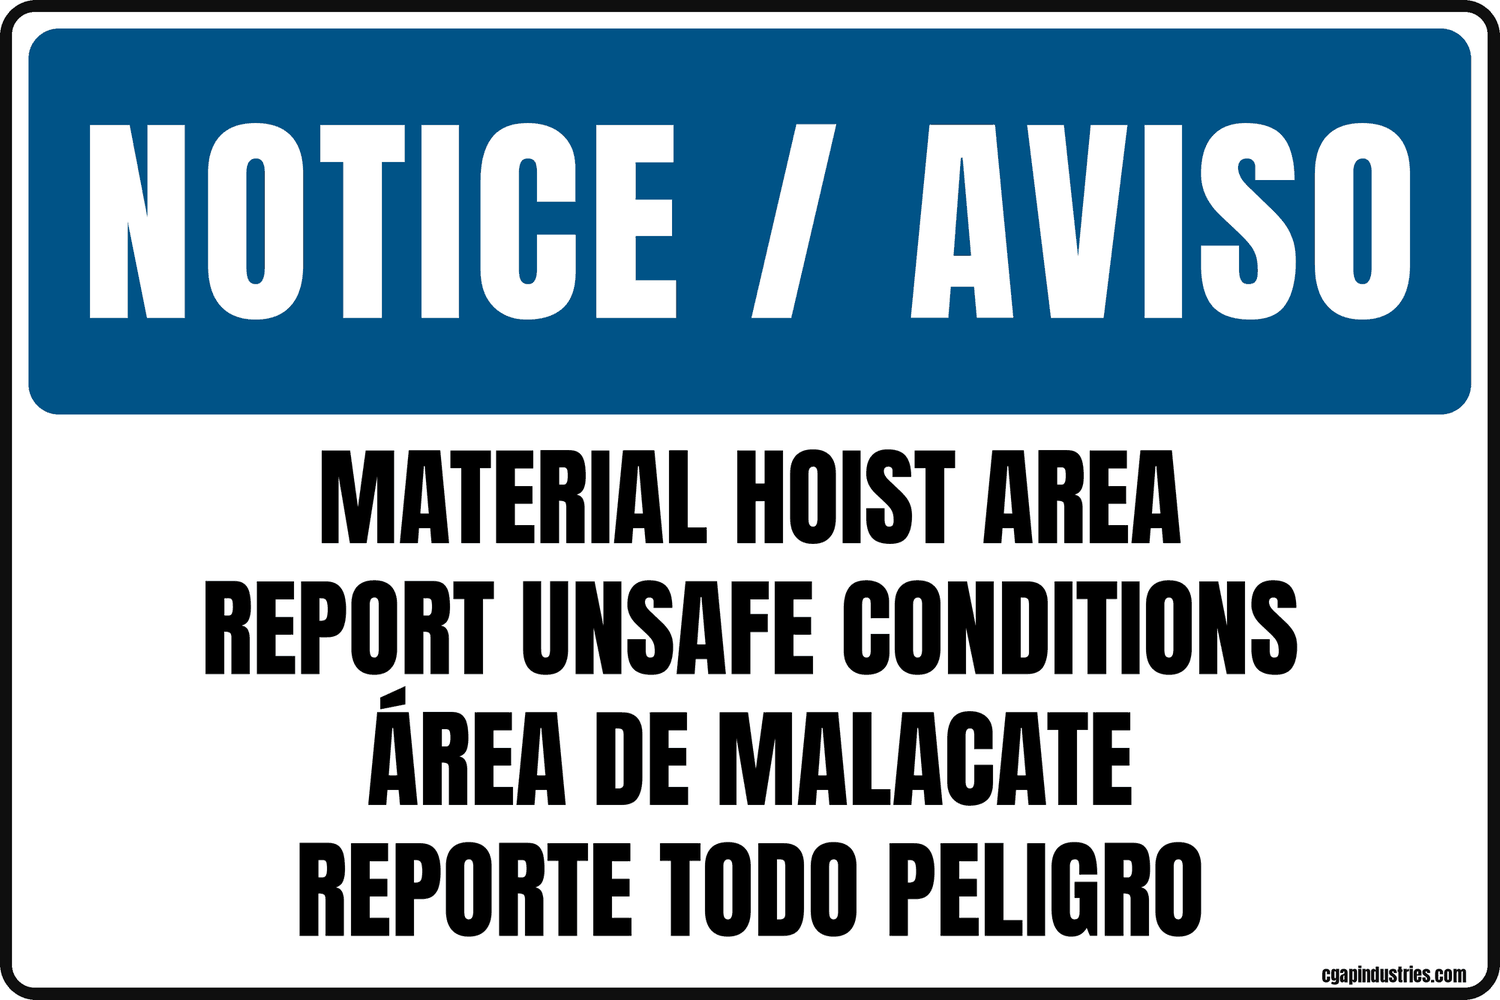 NOTICE / AVISO
MATERIAL HOIST AREA
REPORT UNSAFE CONDITIONS
ÁREA DE MALACATE
REPORTE TODO PELIGRO
cgapindustries.com